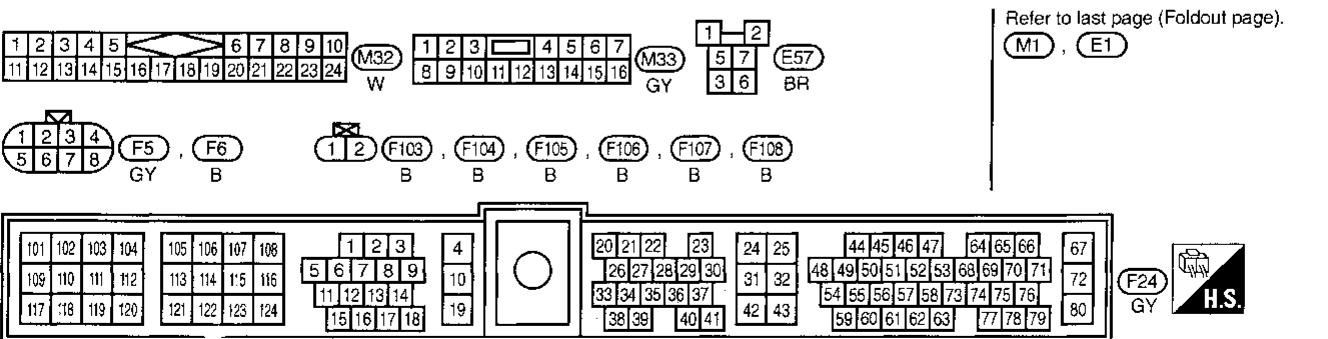 Refer to last page (Foldout page).
M1 , E1
1 2 3 4 5 6 7 8 9 10
11 12 13 14 15 16 17 18 19 20 21 22 23 24
M32
W
1 2 3 4 5 6 7
8 9 10 11 12 13 14 15 16
M33
GY
1 2
5 7
3 6
E57
BR
1 2 3 4
5 6 7 8
F5 , F6
GY B
1 2 F103 , F104 , F105 , F106 , F107 , F108
B B B B B B
101 102 103 104 105 106 107 108 1 2 3 4 20 21 22 23 24 25 44 45 46 47 64 65 66 67
5 6 7 8 9 26 27 28 29 30 48 49 50 51 52 53 68 69 70 71
109 110 111 112 113 114 115 116 10 31 32 72
11 12 13 14 33 34 35 36 37 54 55 56 57 58 73 74 75 76
117 118 119 120 121 122 123 124 15 16 17 18 19 38 39 40 41 42 43 59 60 61 62 63 77 78 79 80
F24
GY
H.S.